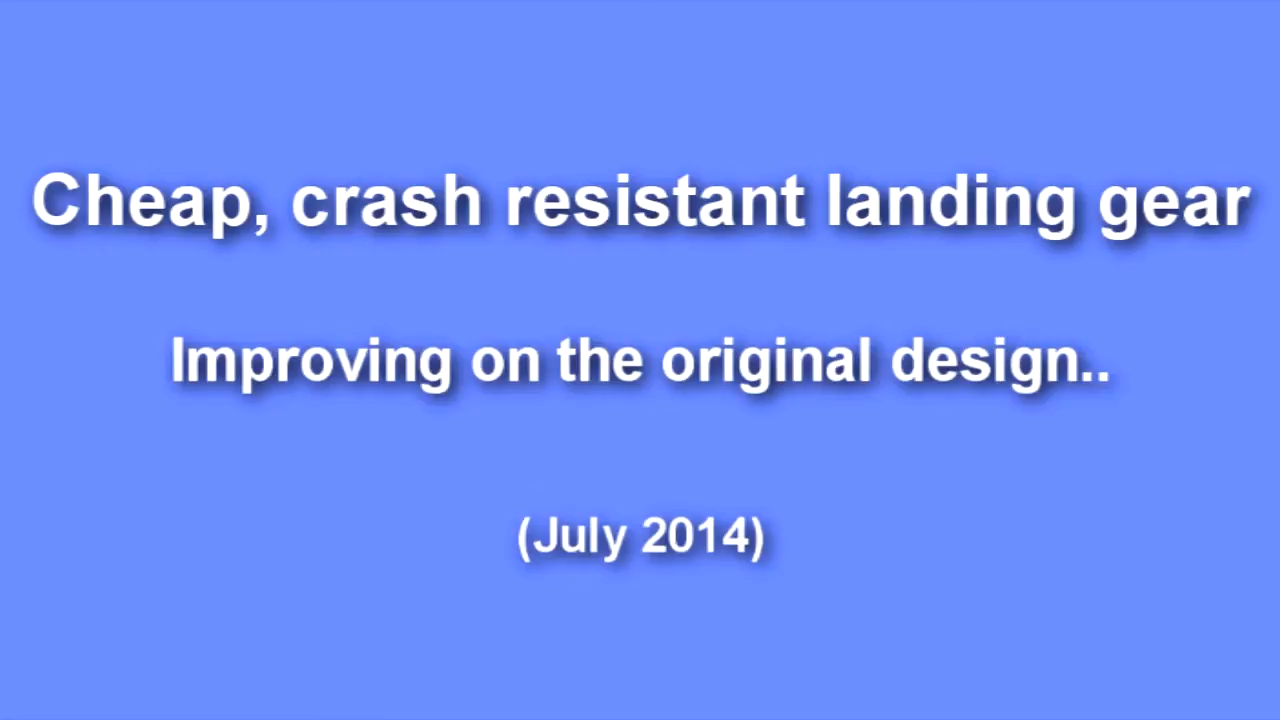 Cheap, crash resistant landing gear
Improving on the original design..
(July 2014)